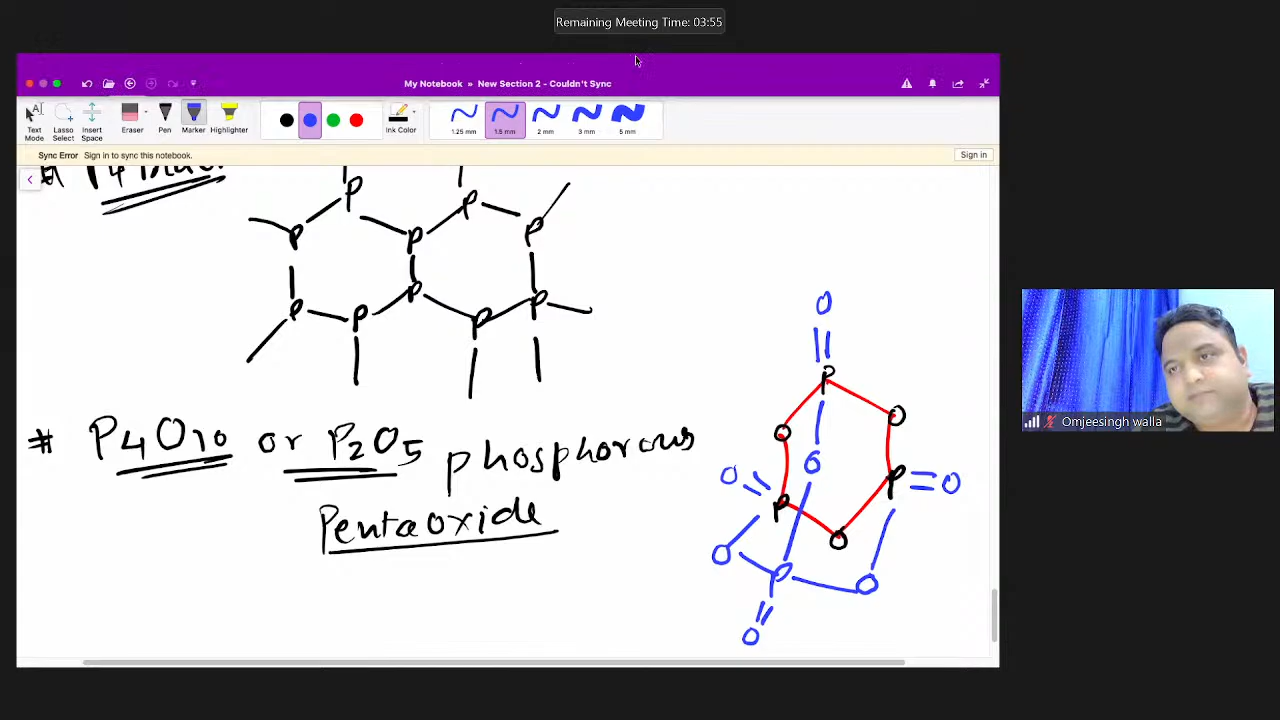 Remaining Meeting Time: 03:55
My Notebook » New Section 2 - Couldn't Sync
Text Mode
Lasso Select
Insert Space
Eraser
Pen
Marker
Highlighter
Ink Color
1.25 mm
1.5 mm
2 mm
3 mm
5 mm
Sync Error Sign in to sync this notebook.
Sign in
P P
P P P
P P P P P
# P4O10 or P2O5 phosphorous
Pentaoxide
O
P
O O
O O P = O
P O
O P O
O
Omjeesingh walla